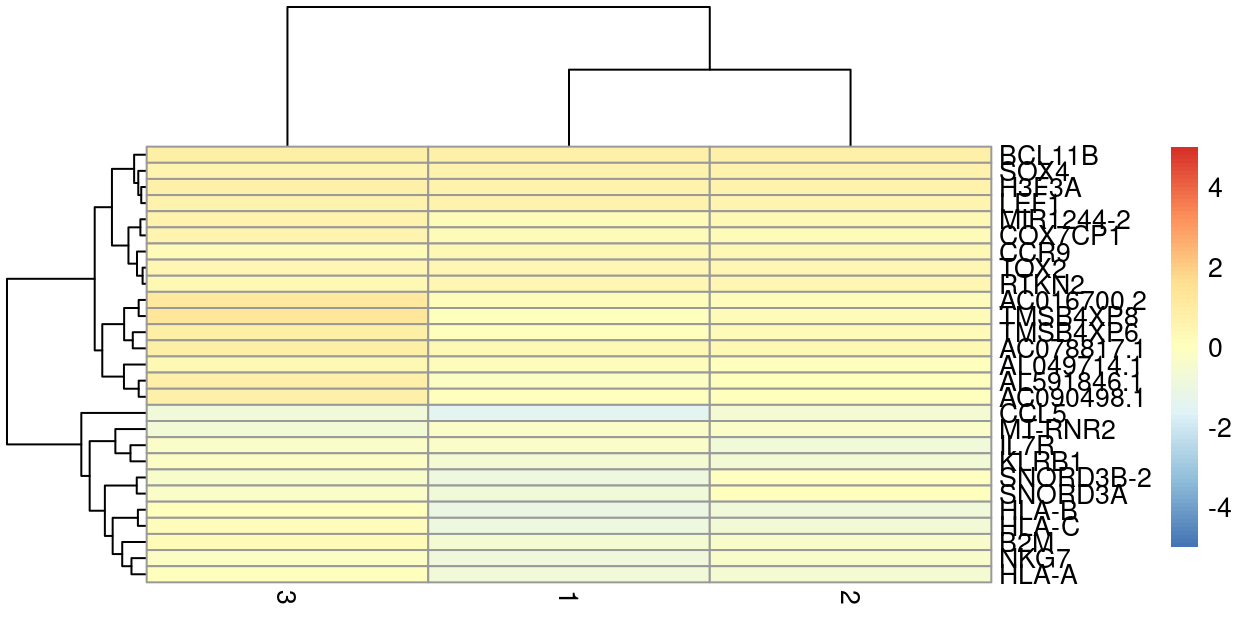 BCL11B
SOX4
H3F3A
LEF1
MIR1244-2
COX7CP1
CCR9
TOX2
RTKN2
AC016700.2
TMSB4XP8
TMSB4XP6
AC078817.1
AL049714.1
AL591846.1
AC090498.1
CCL5
MT-RNR2
IL7R
KLRB1
SNORD3B-2
SNORD3A
HLA-B
HLA-C
B2M
NKG7
HLA-A
4
2
0
-2
-4
3
1
2